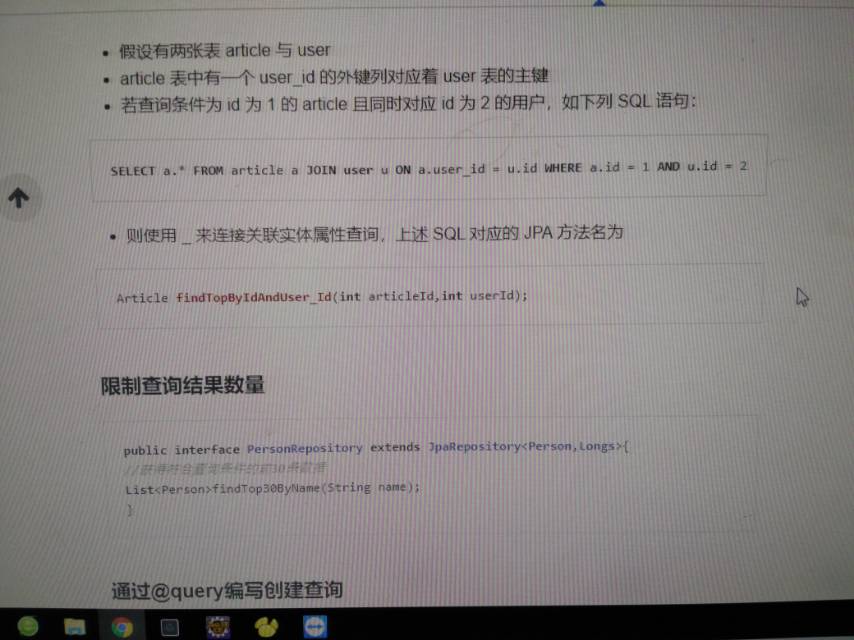 假设有两张表 article 与 user
article 表中有一个 user_id 的外键列对应着 user 表的主键
若查询条件为 id 为 1 的 article 且同时对应 id 为 2 的用户，如下列 SQL 语句：
SELECT a.* FROM article a JOIN user u ON a.user_id = u.id WHERE a.id = 1 AND u.id = 2
则使用 _ 来连接关联实体属性查询，上述 SQL 对应的 JPA 方法名为
Article findTopByIdAndUser_Id(int articleId,int userId);
限制查询结果数量
public interface PersonRepository extends JpaRepository<Person,Longs>{
//获得符合查询条件的前30条数据
List<Person>findTop30ByName(String name);
}
通过@query编写创建查询